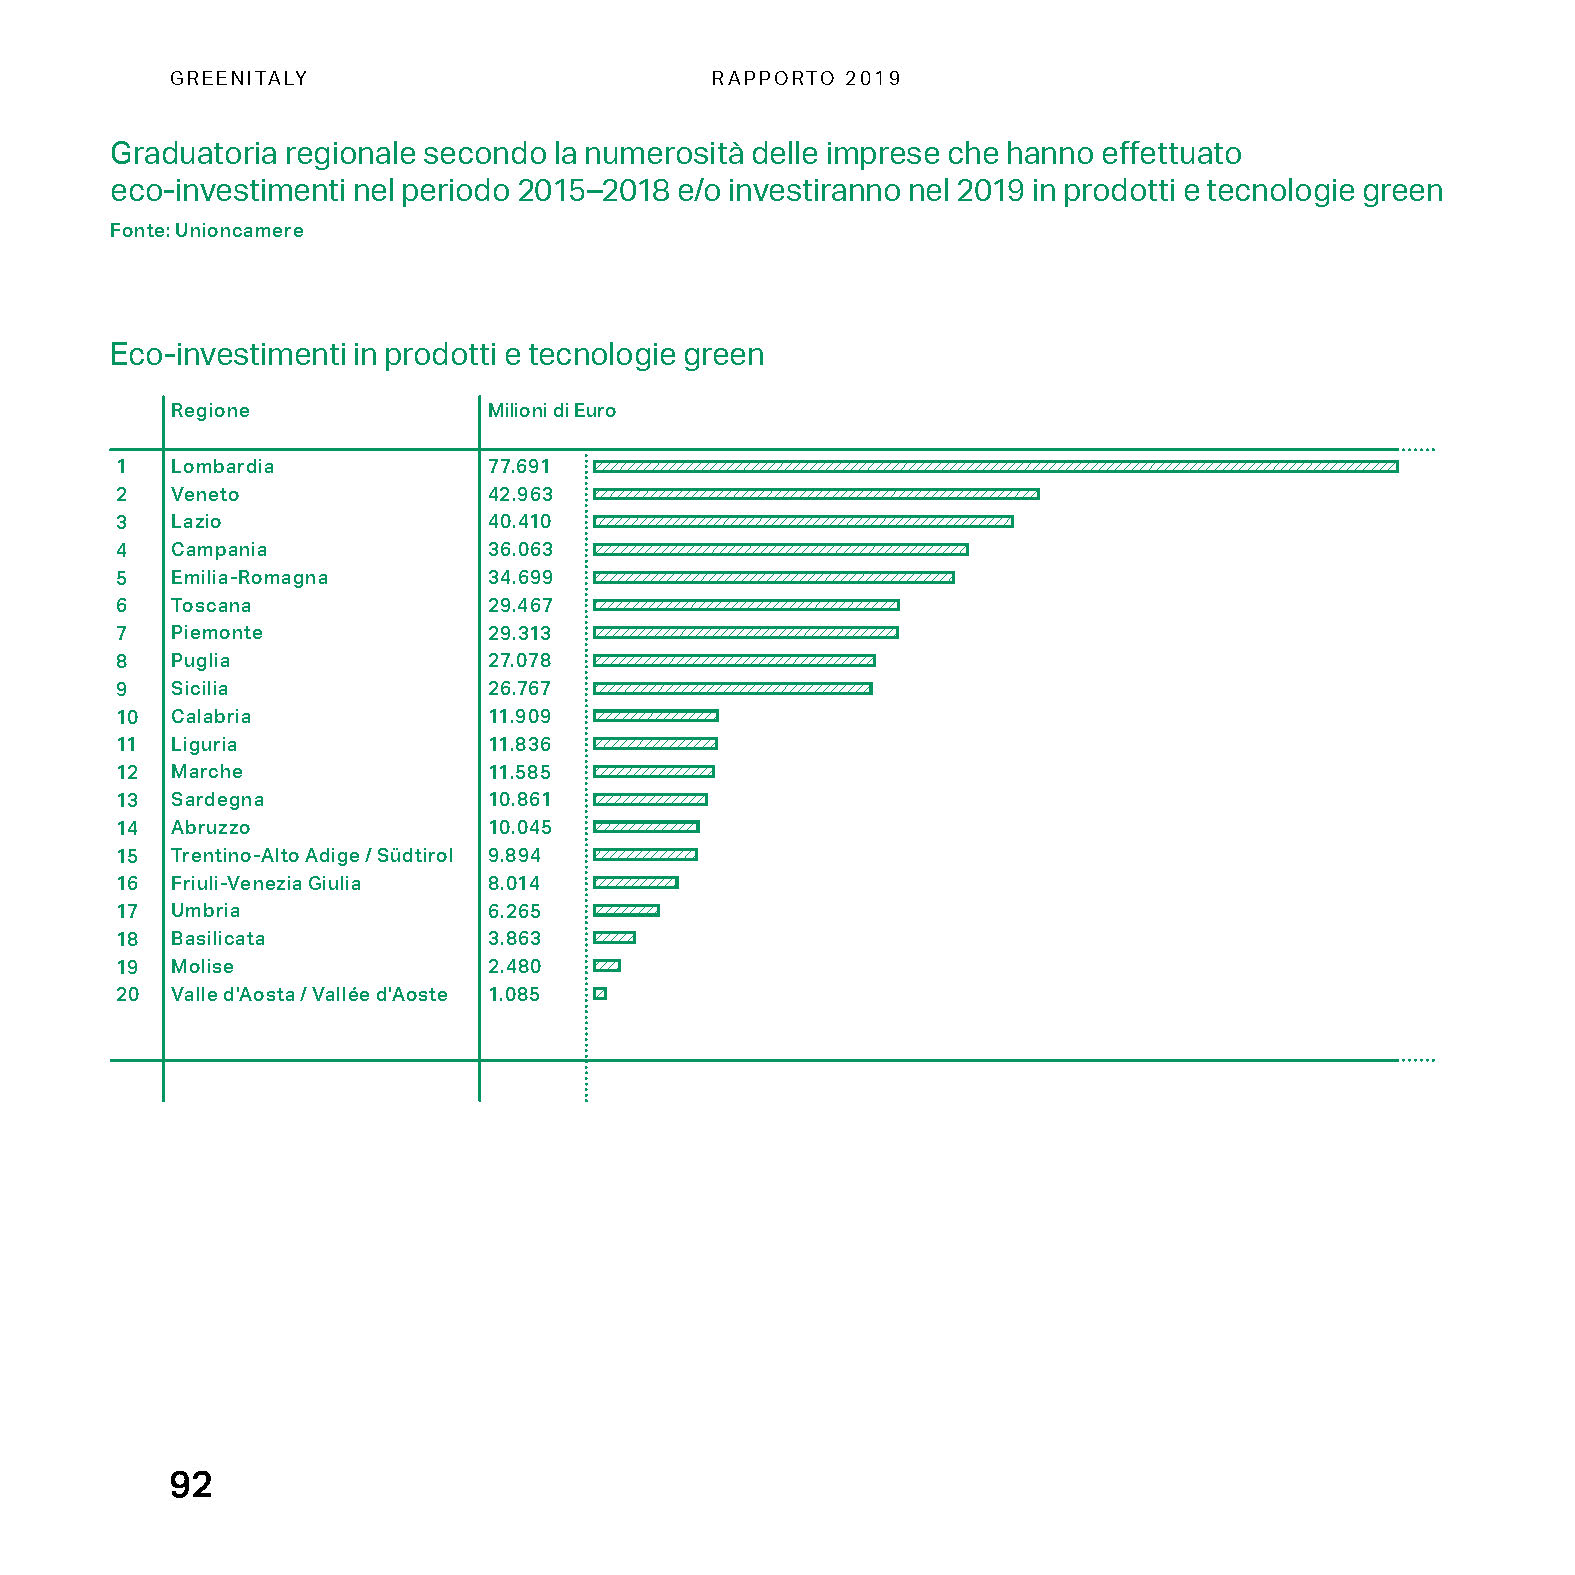 GREENITALY RAPPORTO 2019
Graduatoria regionale secondo la numerosità delle imprese che hanno effettuato
eco-investimenti nel periodo 2015–2018 e/o investiranno nel 2019 in prodotti e tecnologie green
Fonte: Unioncamere
Eco-investimenti in prodotti e tecnologie green
Regione Milioni di Euro
1 Lombardia 77.691
2 Veneto 42.963
3 Lazio 40.410
4 Campania 36.063
5 Emilia-Romagna 34.699
6 Toscana 29.467
7 Piemonte 29.313
8 Puglia 27.078
9 Sicilia 26.767
10 Calabria 11.909
11 Liguria 11.836
12 Marche 11.585
13 Sardegna 10.861
14 Abruzzo 10.045
15 Trentino-Alto Adige / Südtirol 9.894
16 Friuli-Venezia Giulia 8.014
17 Umbria 6.265
18 Basilicata 3.863
19 Molise 2.480
20 Valle d'Aosta / Vallée d'Aoste 1.085
92